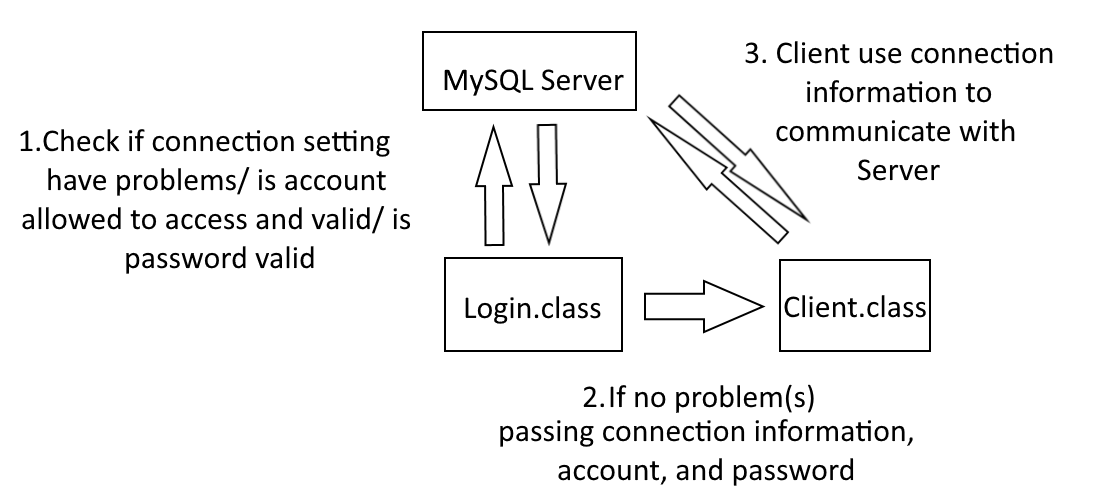 MySQL Server
3. Client use connection
information to
communicate with
Server
1.Check if connection setting
have problems/ is account
allowed to access and valid/ is
password valid
Login.class
Client.class
2.If no problem(s)
passing connection information,
account, and password